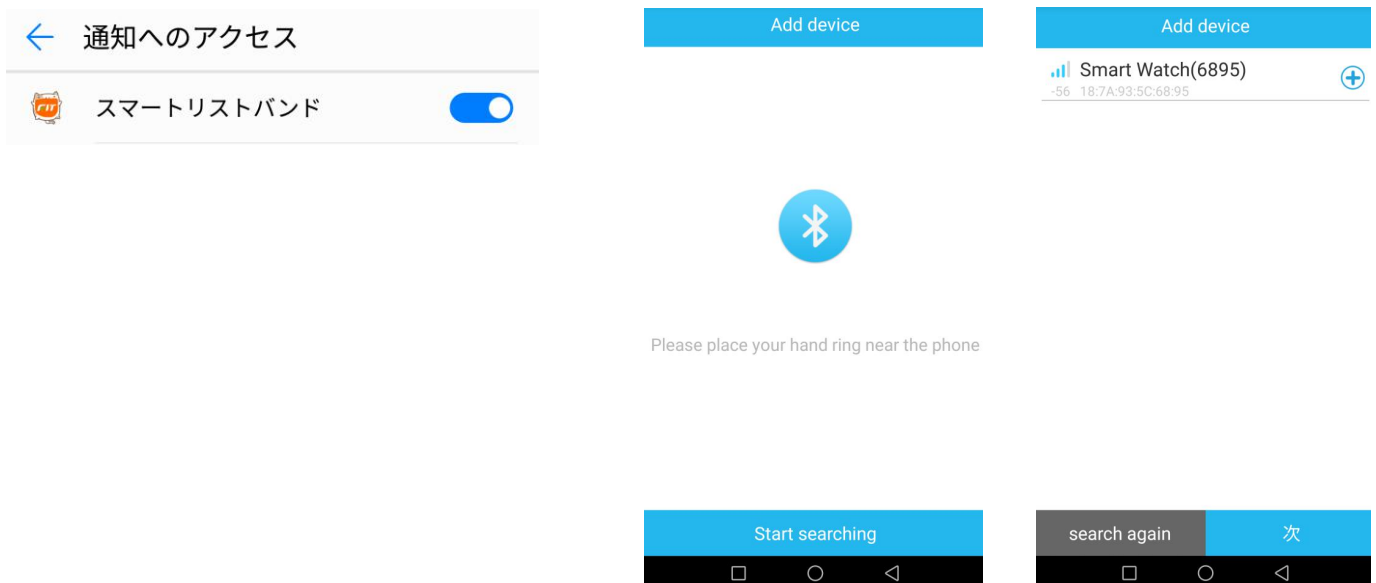 通知へのアクセス
FIT
スマートリストバンド
Add device
Please place your hand ring near the phone
Start searching
Add device
Smart Watch(6895)
-56 18:7A:93:5C:68:95
search again
次